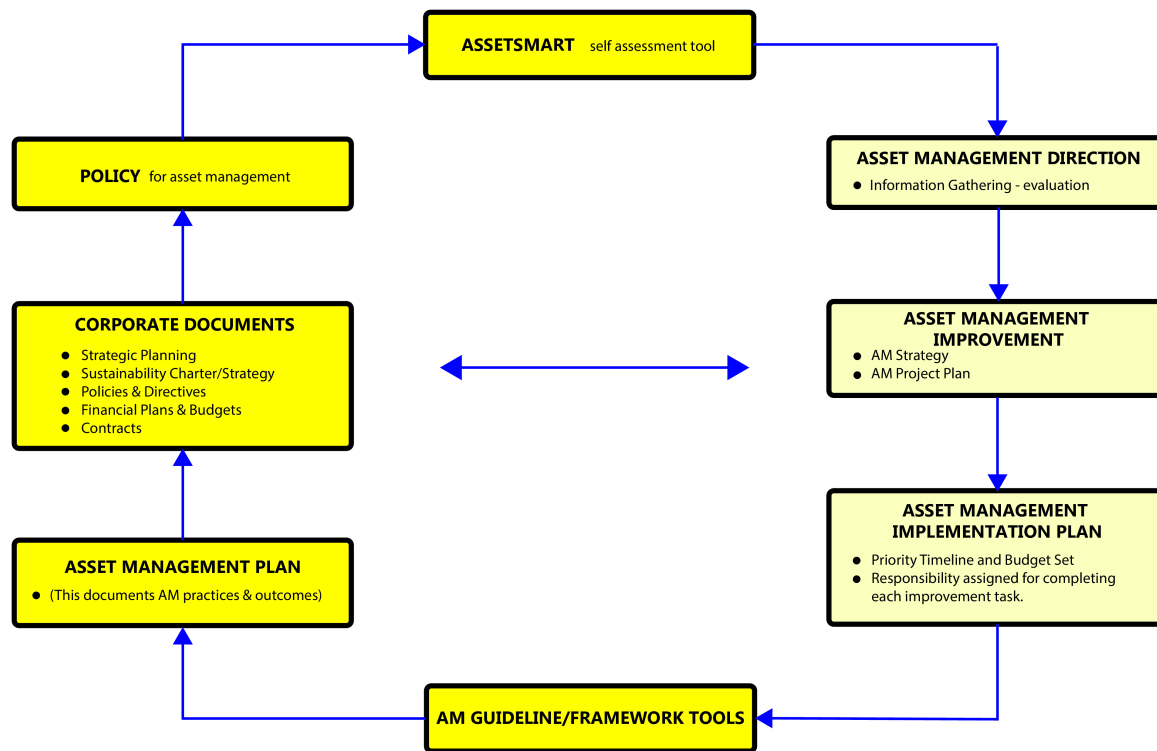 ASSETSMART self assessment tool
POLICY for asset management
ASSET MANAGEMENT DIRECTION
● Information Gathering - evaluation
CORPORATE DOCUMENTS
● Strategic Planning
● Sustainability Charter/Strategy
● Policies & Directives
● Financial Plans & Budgets
● Contracts
ASSET MANAGEMENT
IMPROVEMENT
● AM Strategy
● AM Project Plan
ASSET MANAGEMENT
IMPLEMENTATION PLAN
● Priority Timeline and Budget Set
● Responsibility assigned for completing
each improvement task.
ASSET MANAGEMENT PLAN
● (This documents AM practices & outcomes)
AM GUIDELINE/FRAMEWORK TOOLS